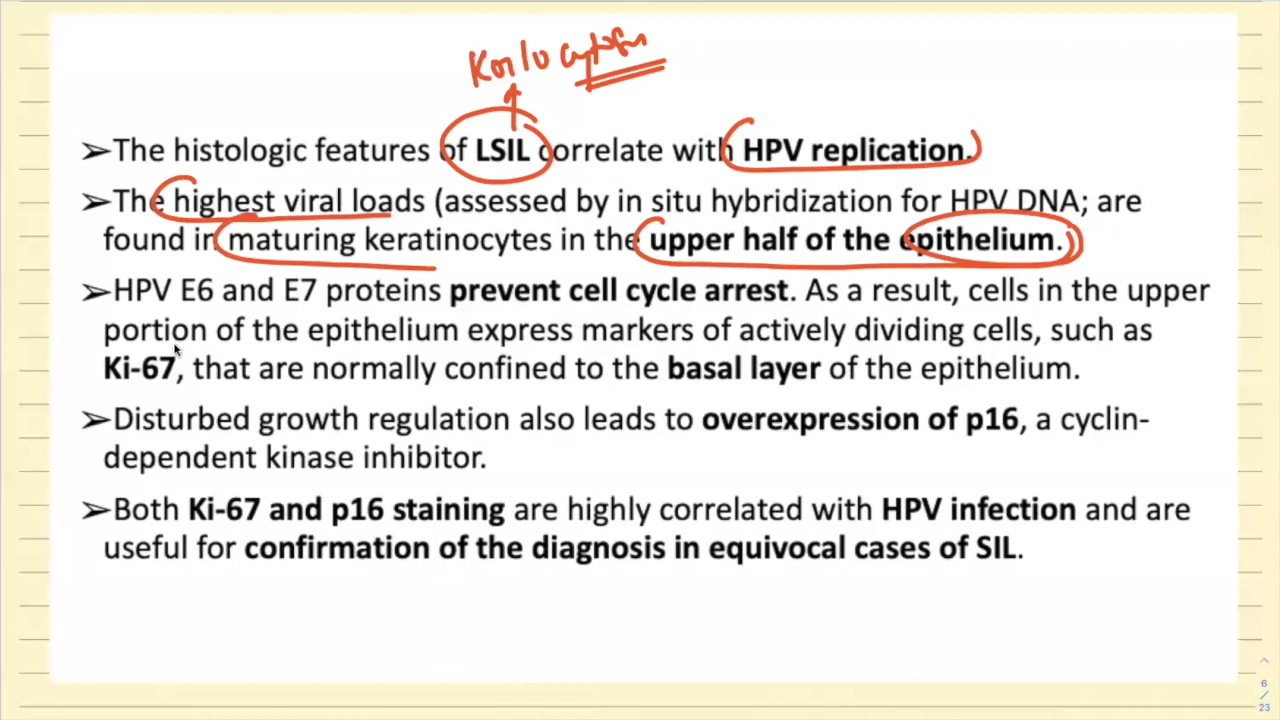 ➢The histologic features of LSIL correlate with HPV replication.
➢The highest viral loads (assessed by in situ hybridization for HPV DNA; are
found in maturing keratinocytes in the upper half of the epithelium.
➢HPV E6 and E7 proteins prevent cell cycle arrest. As a result, cells in the upper
portion of the epithelium express markers of actively dividing cells, such as
Ki-67, that are normally confined to the basal layer of the epithelium.
➢Disturbed growth regulation also leads to overexpression of p16, a cyclin-
dependent kinase inhibitor.
➢Both Ki-67 and p16 staining are highly correlated with HPV infection and are
useful for confirmation of the diagnosis in equivocal cases of SIL.
6
/
23